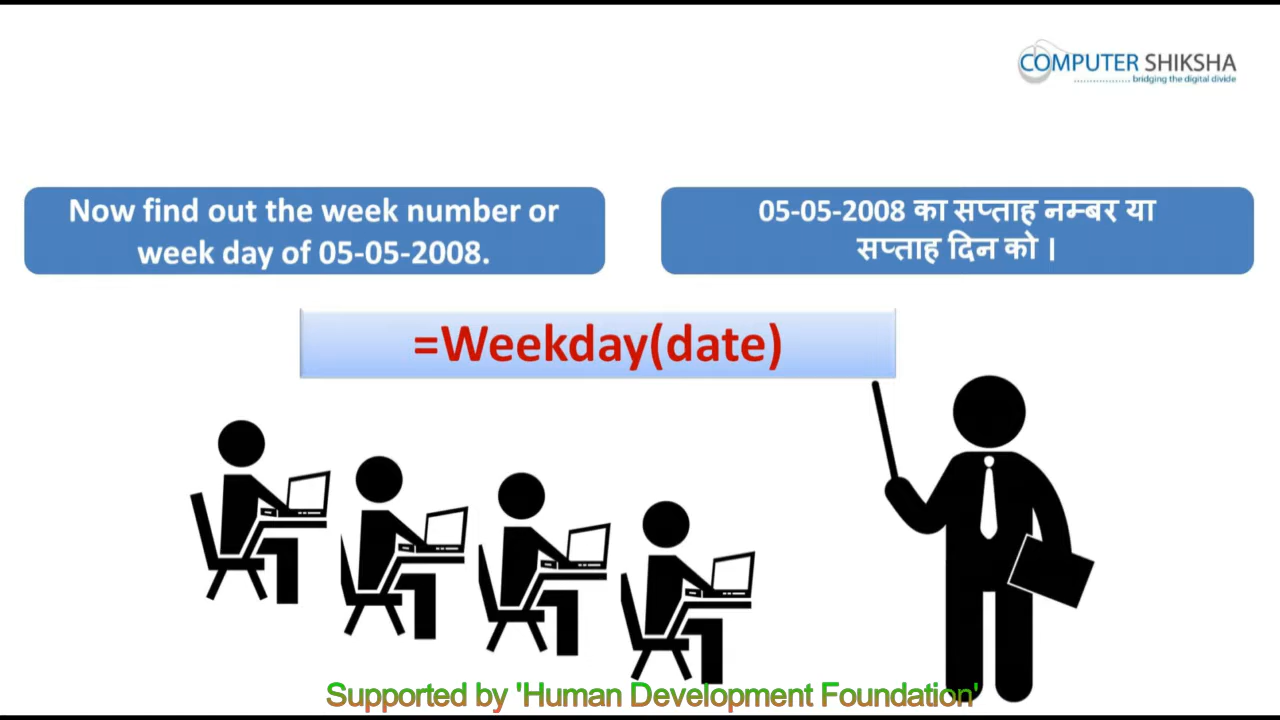 COMPUTER SHIKSHA
bridging the digital divide
Now find out the week number or
week day of 05-05-2008.
05-05-2008 का सप्ताह नम्बर या
सप्ताह दिन को ।
=Weekday(date)
Supported by 'Human Development Foundation'